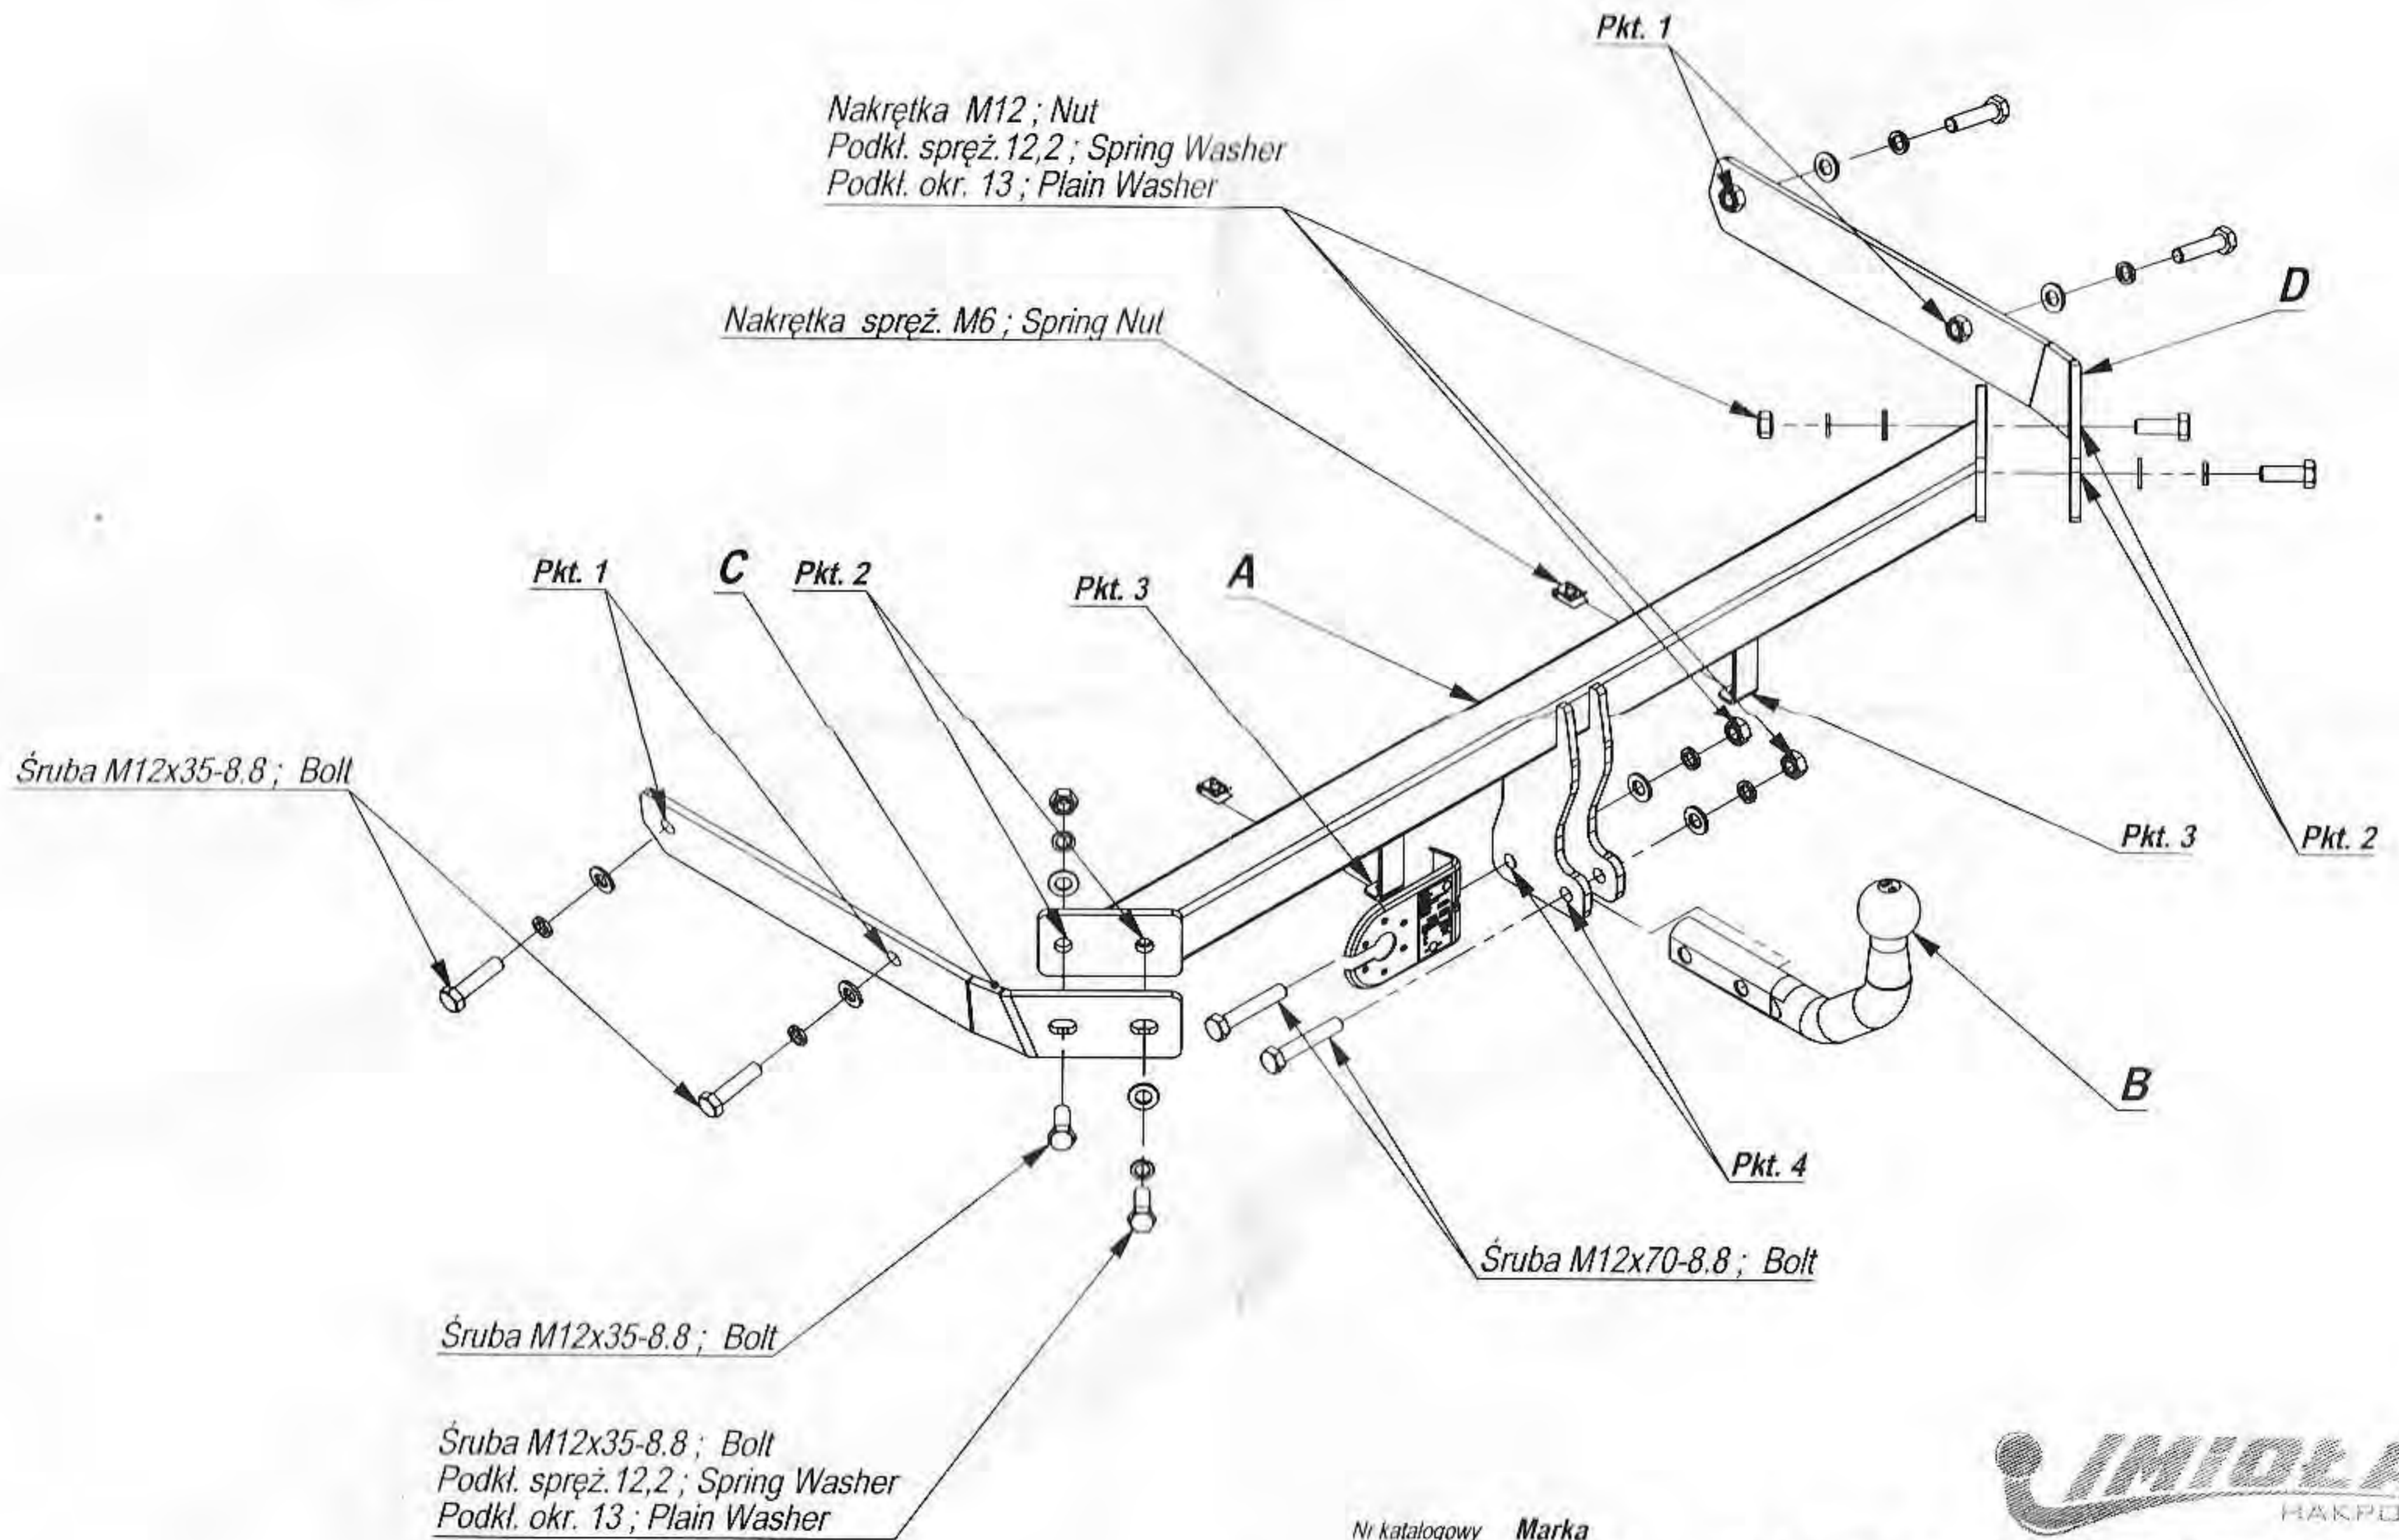 Pkt. 1
Nakrętka M12 ; Nut
Podkł. spręż. 12,2 ; Spring Washer
Podkł. okr. 13 ; Plain Washer
D
Nakrętka spręż. M6 ; Spring Nut
Pkt. 1
C
Pkt. 2
Pkt. 3
A
Śruba M12x35-8.8 ; Bolt
Pkt. 3
Pkt. 2
B
Pkt. 4
Śruba M12x70-8.8 ; Bolt
Śruba M12x35-8.8 ; Bolt
Śruba M12x35-8.8 ; Bolt
Podkł. spręż. 12,2 ; Spring Washer
Podkł. okr. 13 ; Plain Washer
Nr katalogowy Marka
IMIOŁA
HAKPO